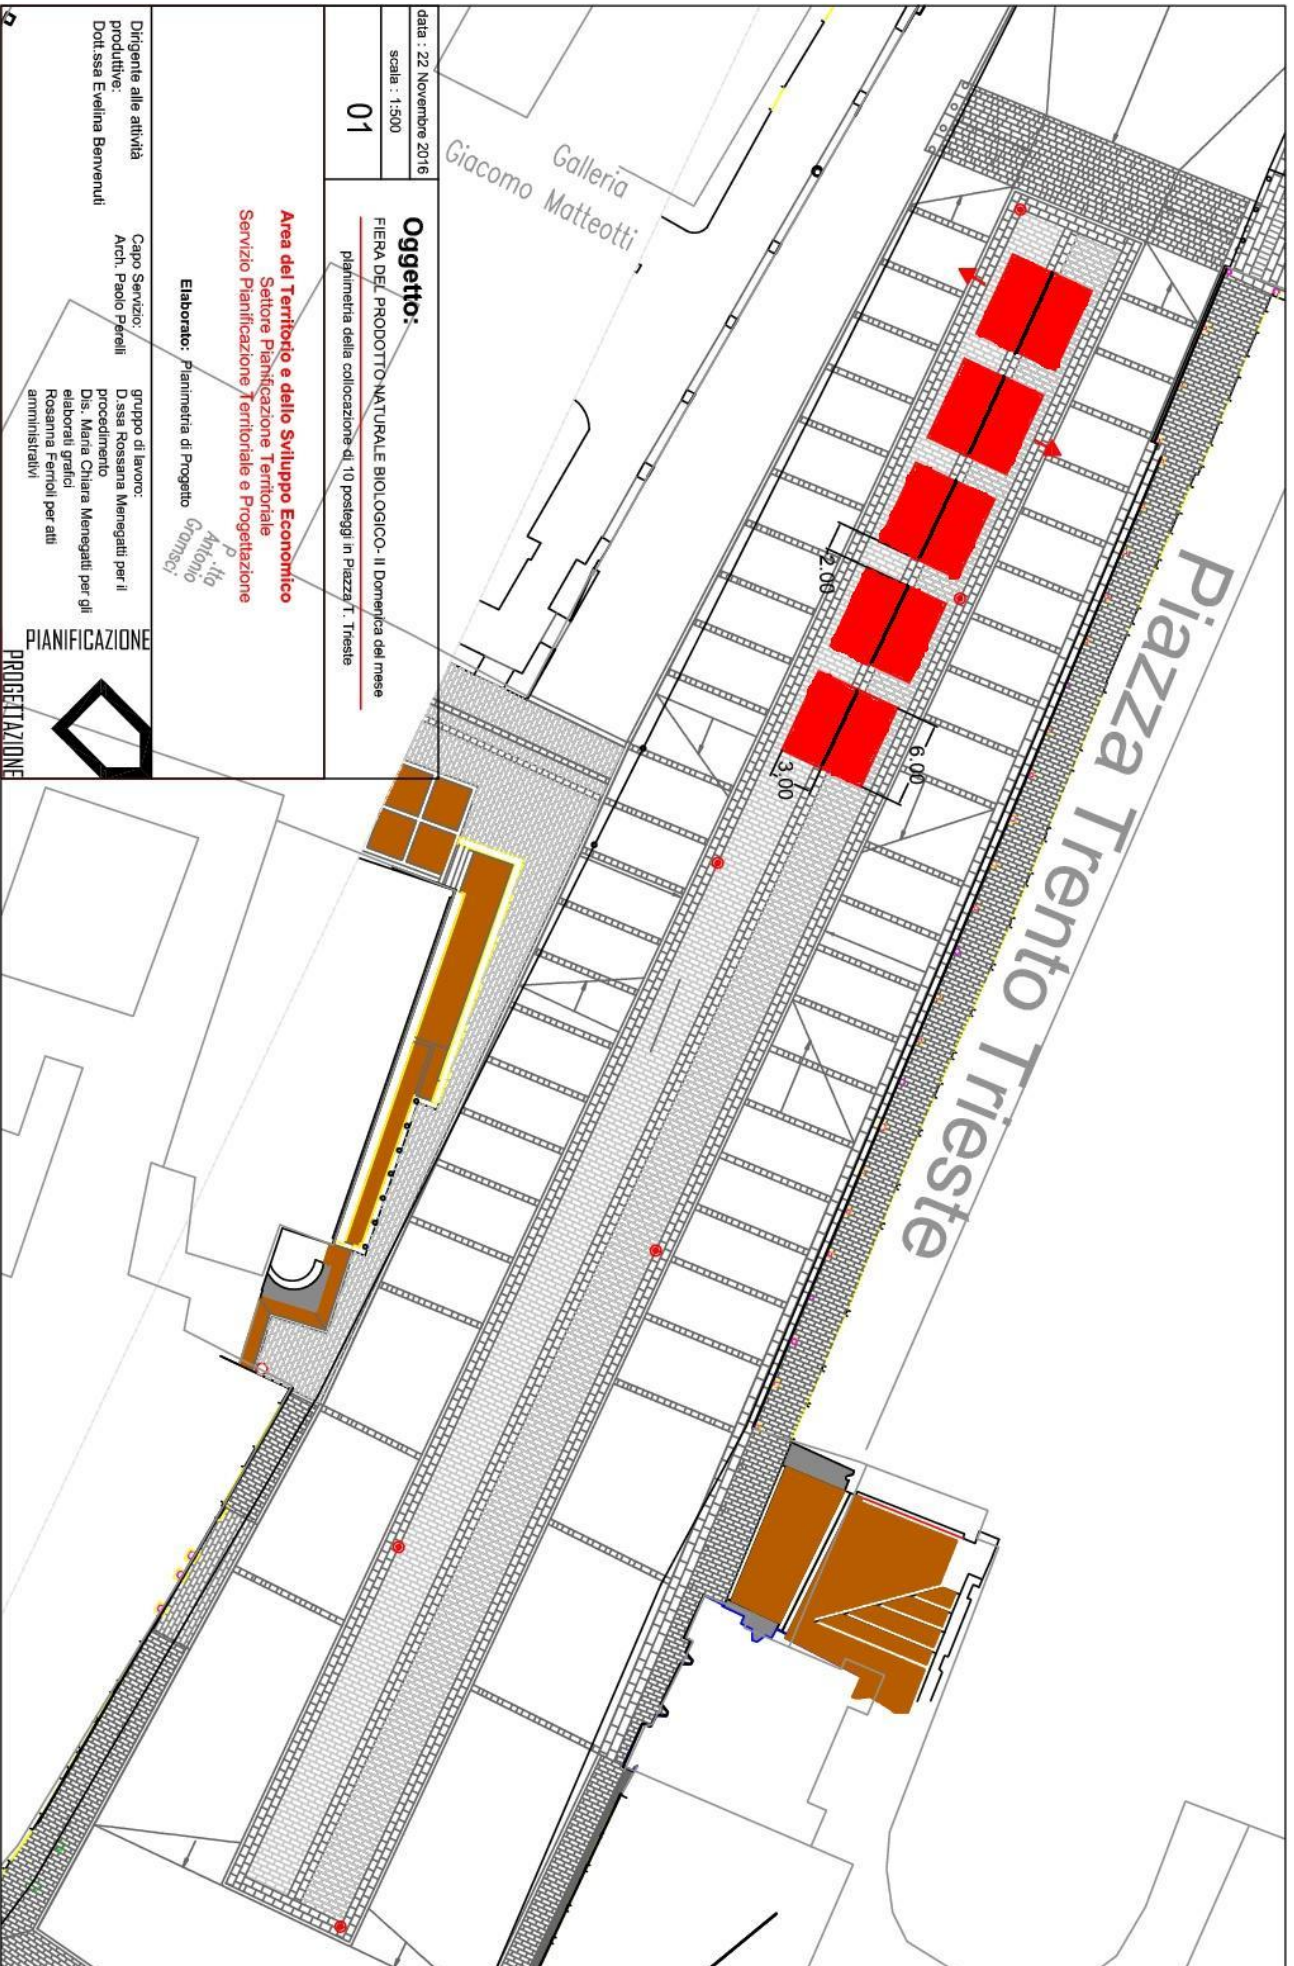 data : 22 Novembre 2016
scala : 1:500
01
Oggetto:
FIERA DEL PRODOTTO NATURALE BIOLOGICO- II Domenica del mese
planimetria della collocazione di 10 posteggi in Piazza T. Trieste
Area del Territorio e dello Sviluppo Economico
Settore Pianificazione Territoriale
Servizio Pianificazione Territoriale e Progettazione
Elaborato: Planimetria di Progetto
Dirigente alle attività
produttive:
Dott.ssa Evelina Benvenuti
Capo Servizio:
Arch. Paolo Perelli
gruppo di lavoro:
D.ssa Rossana Menegatti per il
procedimento
Dis. Maria Chiara Menegatti per gli
elaborati grafici
Rosanna Ferrioli per atti
amministrativi
PIANIFICAZIONE
PROGETTAZIONE
Galleria
Giacomo Matteotti
P.tta
Antonio
Gramsci
Piazza Trento Trieste
2.00
6.00
3.00